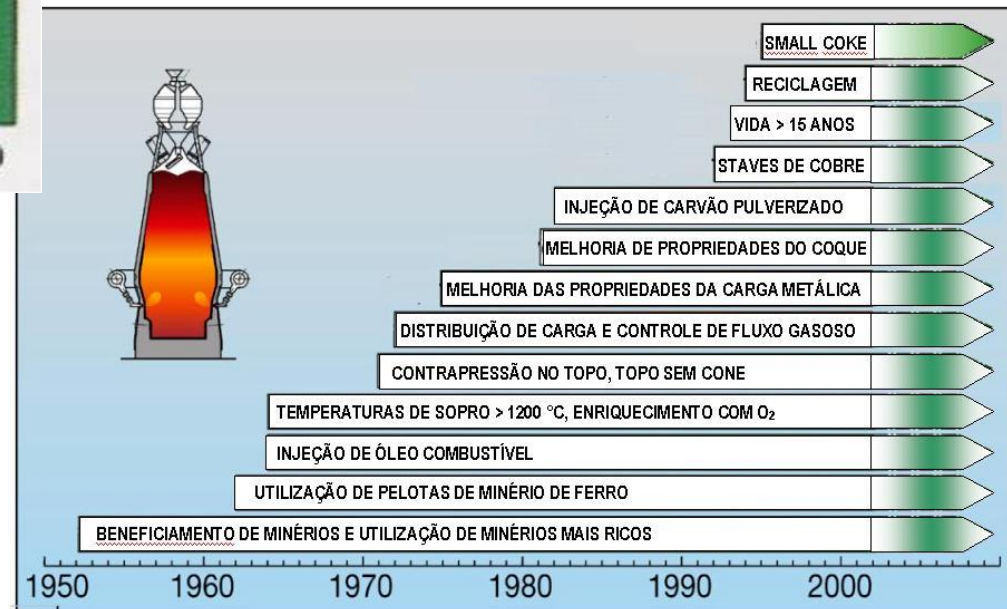 SMALL COKE
RECICLAGEM
VIDA > 15 ANOS
STAVES DE COBRE
INJEÇÃO DE CARVÃO PULVERIZADO
MELHORIA DE PROPRIEDADES DO COQUE
MELHORIA DAS PROPRIEDADES DA CARGA METÁLICA
DISTRIBUIÇÃO DE CARGA E CONTROLE DE FLUXO GASOSO
CONTRAPRESSÃO NO TOPO, TOPO SEM CONE
TEMPERATURAS DE SOPRO > 1200 °C, ENRIQUECIMENTO COM O₂
INJEÇÃO DE ÓLEO COMBUSTÍVEL
UTILIZAÇÃO DE PELOTAS DE MINÉRIO DE FERRO
BENEFICIAMENTO DE MINÉRIOS E UTILIZAÇÃO DE MINÉRIOS MAIS RICOS
1950 1960 1970 1980 1990 2000